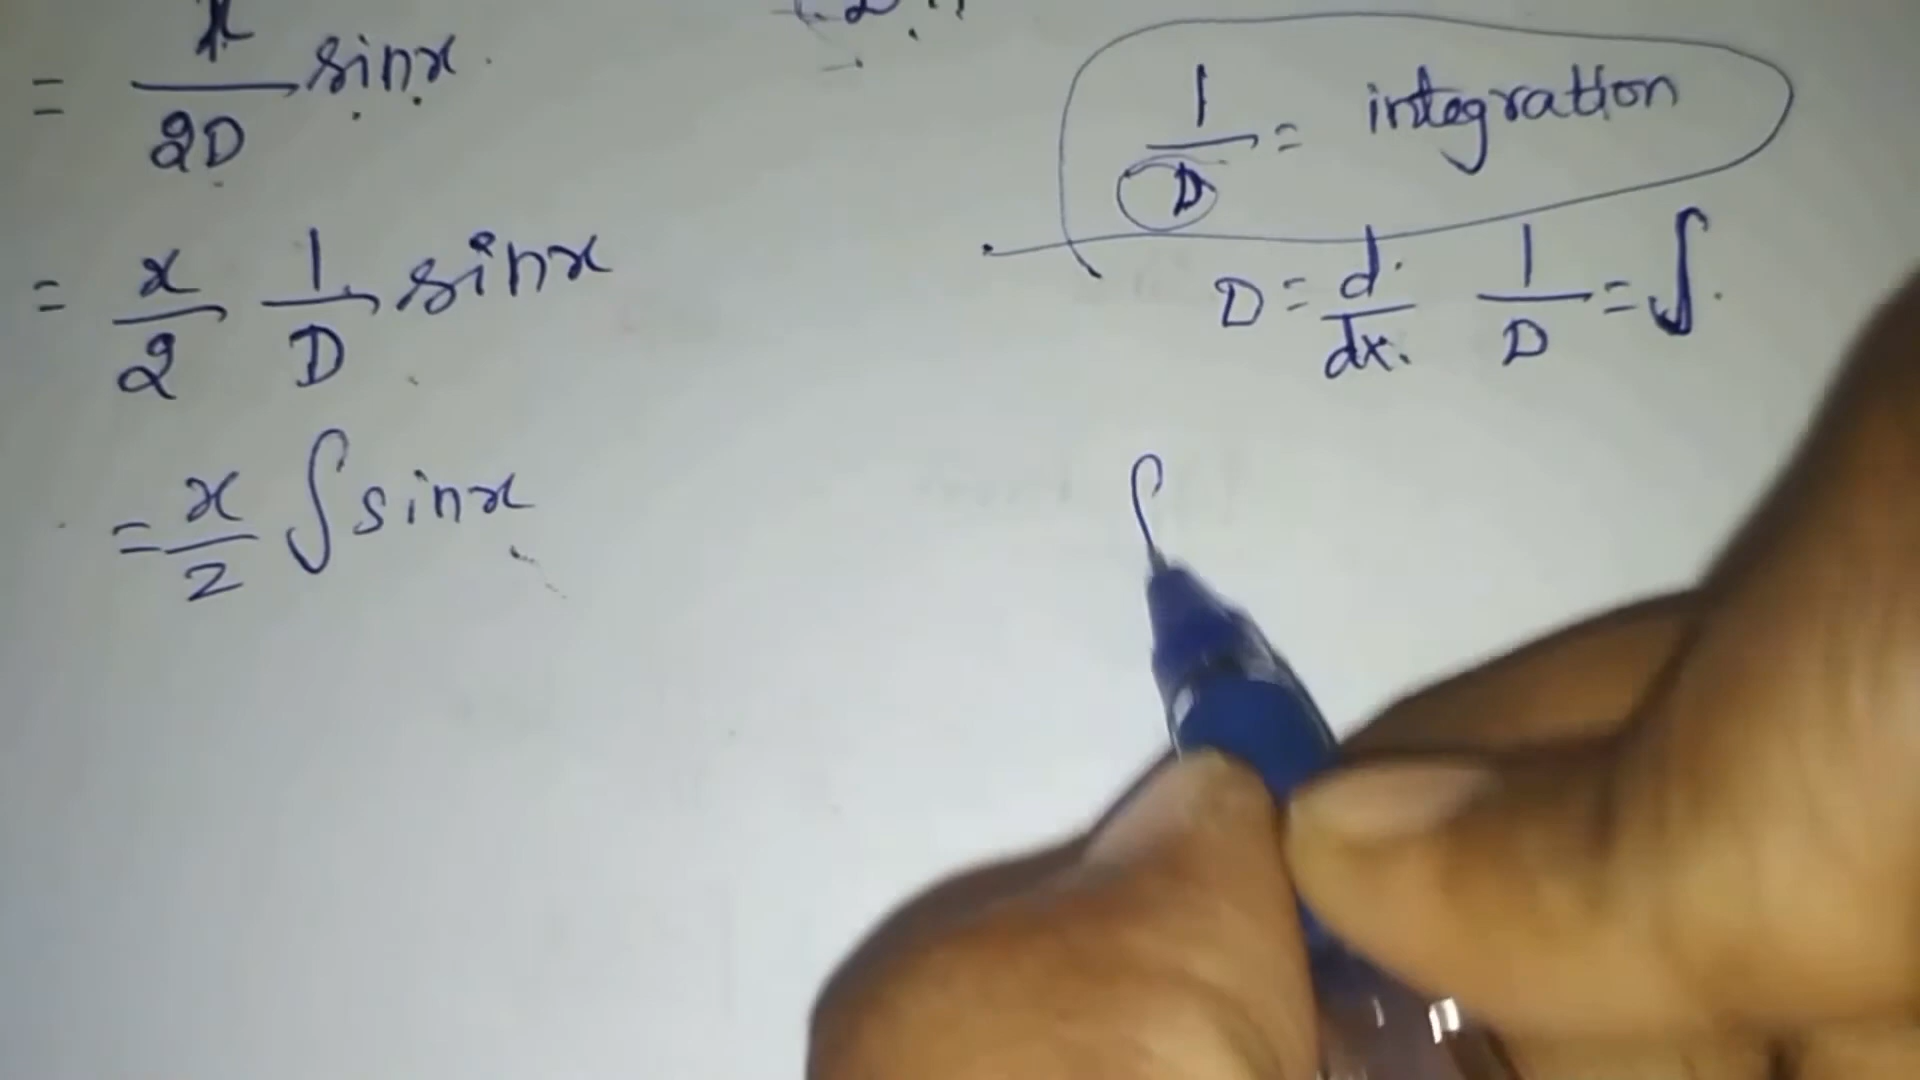 = x/2D sinx.
= x/2 1/D sinx
= x/2 ∫ sinx
1/D = integration
D = d/dx. 1/D = ∫.
∫